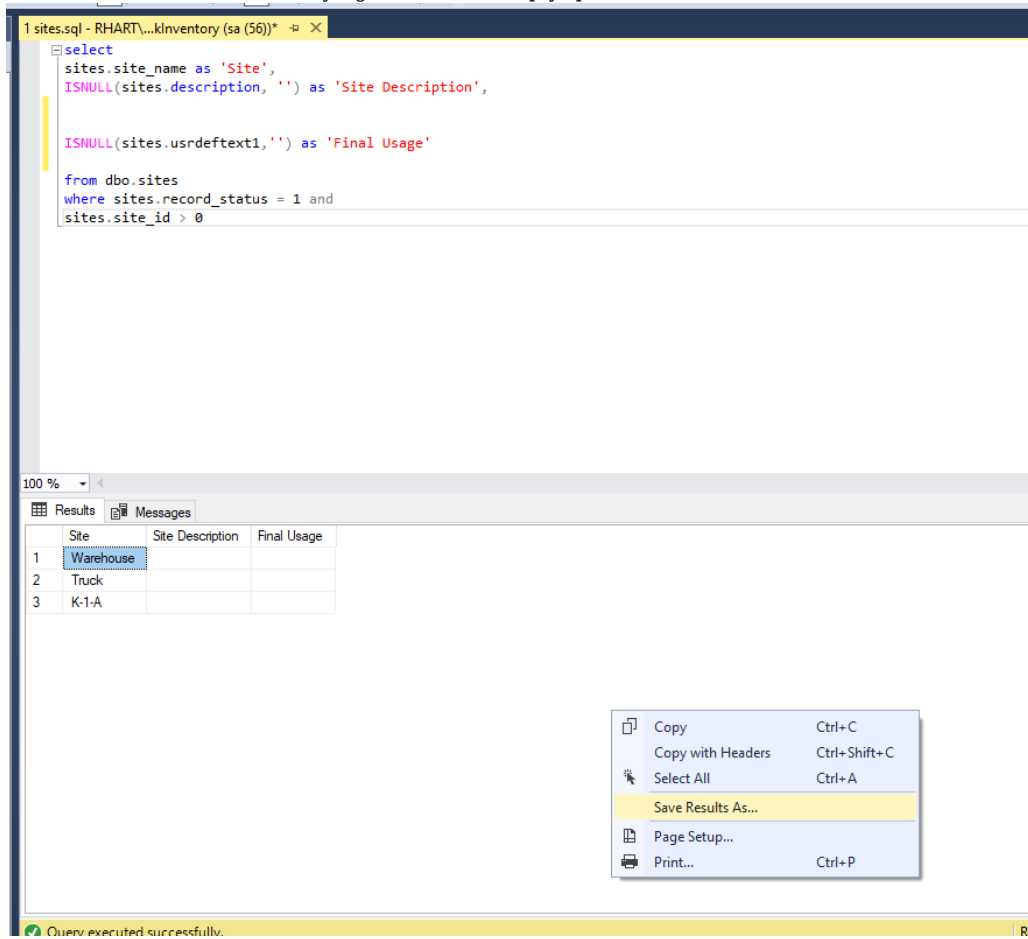 1 sites.sql - RHART\...kInventory (sa (56))*
select
sites.site_name as 'Site',
ISNULL(sites.description, '') as 'Site Description',
ISNULL(sites.usrdeftext1,'') as 'Final Usage'
from dbo.sites
where sites.record_status = 1 and
sites.site_id > 0
100 %
Results Messages
Site Site Description Final Usage
1 Warehouse
2 Truck
3 K-1-A
Copy Ctrl+C
Copy with Headers Ctrl+Shift+C
Select All Ctrl+A
Save Results As...
Page Setup...
Print... Ctrl+P
Query executed successfully. R